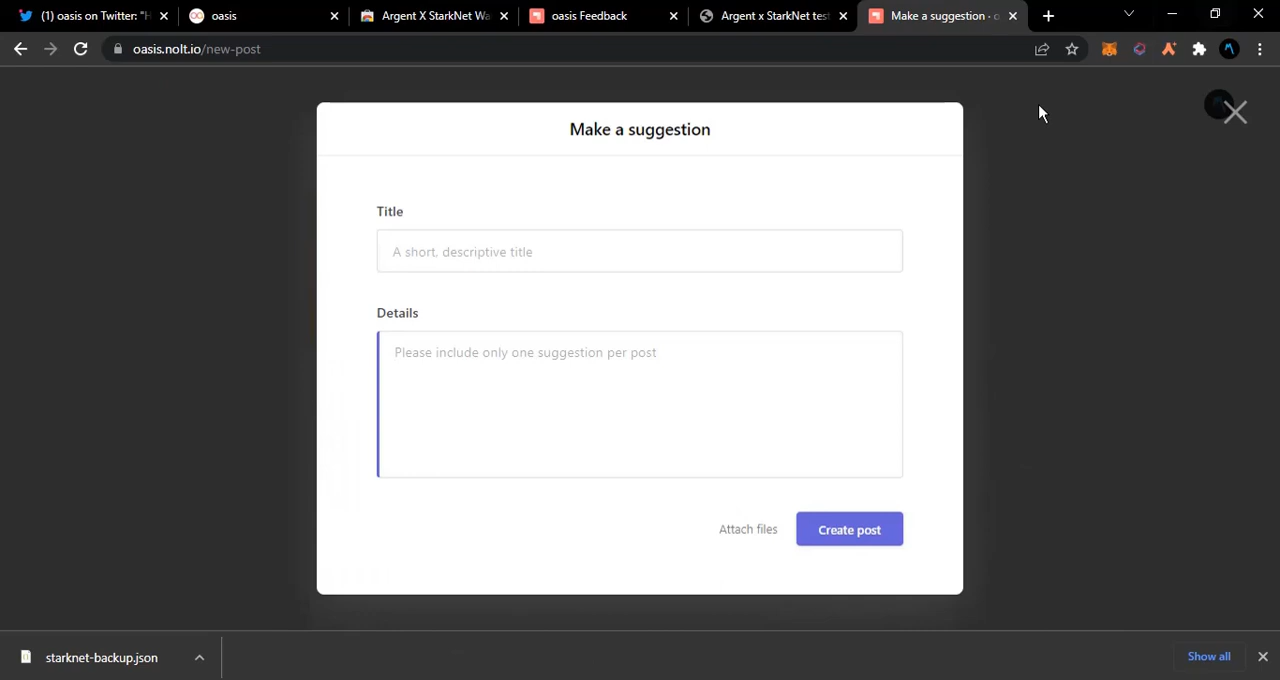 (1) oasis on Twitter: "H
oasis
Argent X StarkNet Wa
oasis Feedback
Argent x StarkNet test
Make a suggestion · o
oasis.nolt.io/new-post
Make a suggestion
Title
A short, descriptive title
Details
Please include only one suggestion per post
Attach files
Create post
starknet-backup.json
Show all